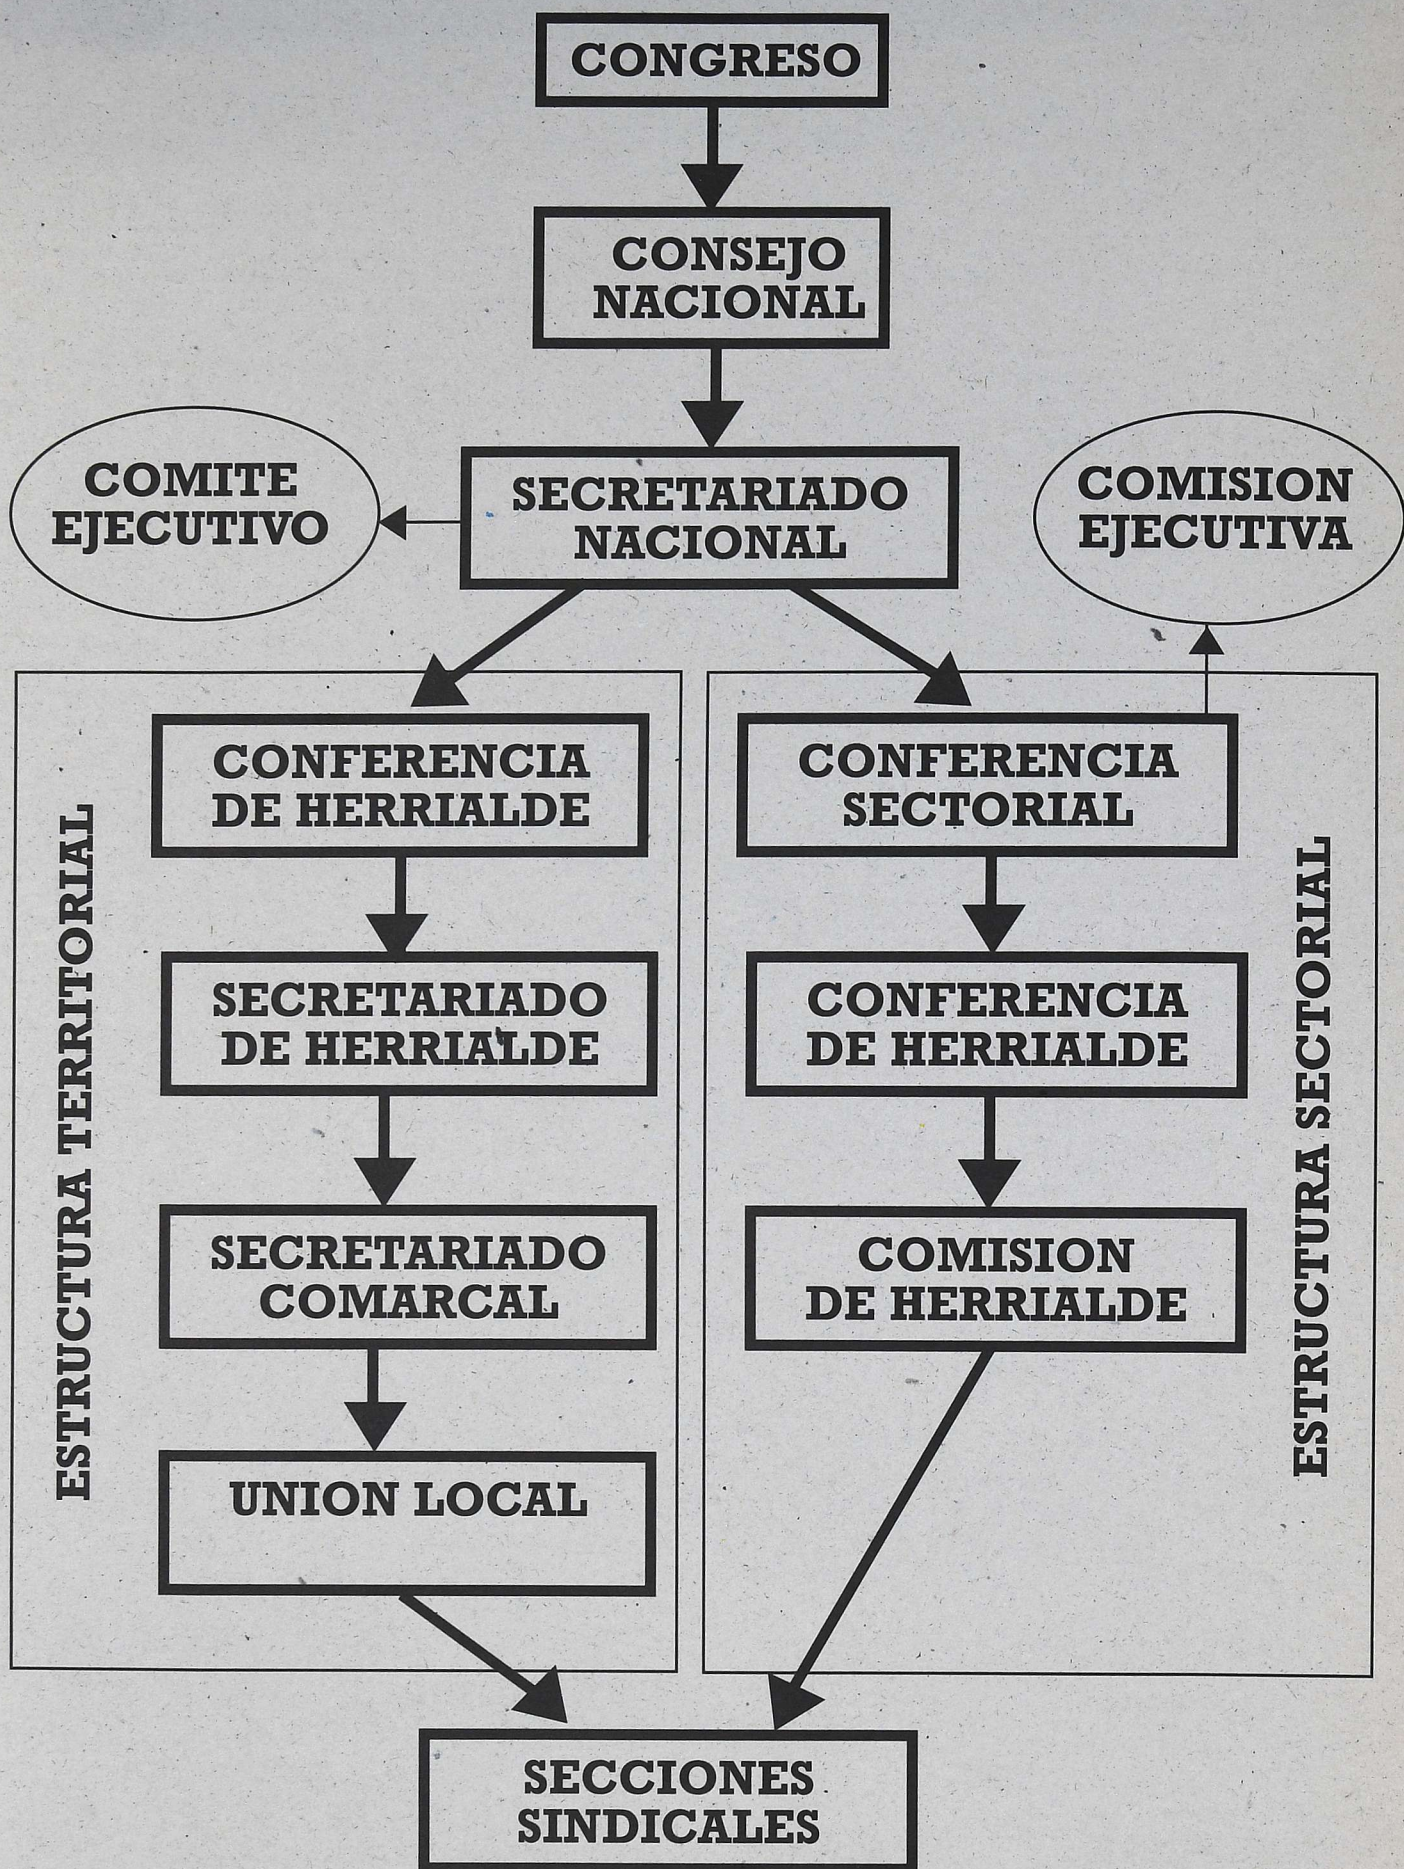 CONGRESO
CONSEJO
NACIONAL
COMITE
EJECUTIVO
SECRETARIADO
NACIONAL
COMISION
EJECUTIVA
ESTRUCTURA TERRITORIAL
CONFERENCIA
DE HERRIALDE
SECRETARIADO
DE HERRIALDE
SECRETARIADO
COMARCAL
UNION LOCAL
CONFERENCIA
SECTORIAL
CONFERENCIA
DE HERRIALDE
COMISION
DE HERRIALDE
ESTRUCTURA SECTORIAL
SECCIONES
SINDICALES